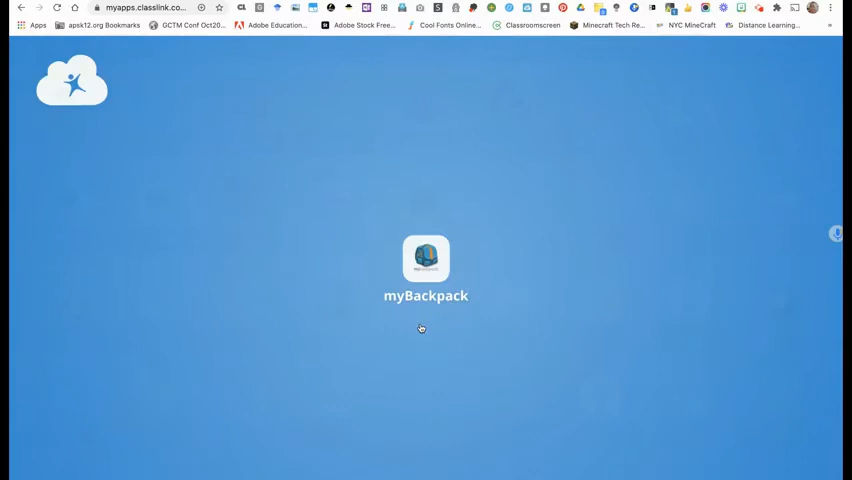 myapps.classlink.co...
Apps apsk12.org Bookmarks GCTM Conf Oct20... Adobe Education... St Adobe Stock Free... Cool Fonts Online... Classroomscreen Minecraft Tech Re... NYC MineCraft Distance Learning...
myBackpack